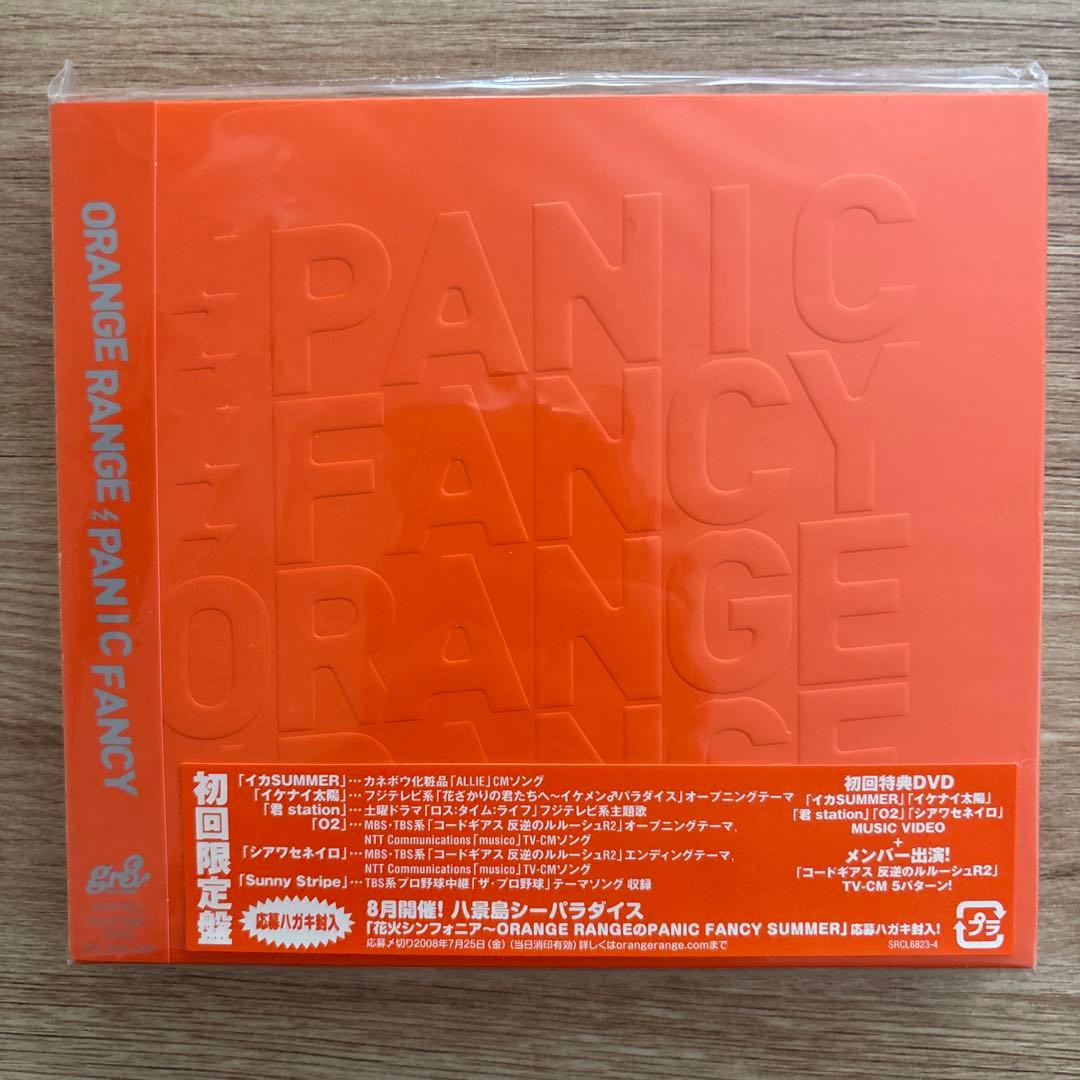 ORANGE RANGE PANIC FANCY
gr8!
PANIC
FANCY
ORANGE
RANGE
初回限定盤
「イカSUMMER」…カネボウ化粧品「ALLIE」CMソング
「イケナイ太陽」…フジテレビ系「花ざかりの君たちへ～イケメン♂パラダイス」オープニングテーマ
「君 station」…土曜ドラマ「ロス:タイム:ライフ」フジテレビ系主題歌
「O2」…MBS・TBS系「コードギアス 反逆のルルーシュR2」オープニングテーマ、
NTT Communications「musico」TV-CMソング
「シアワセネイロ」…MBS・TBS系「コードギアス 反逆のルルーシュR2」エンディングテーマ、
NTT Communications「musico」TV-CMソング
「Sunny Stripe」…TBS系プロ野球中継「ザ・プロ野球」テーマソング 収録
応募ハガキ封入
8月開催! 八景島シーパラダイス
「花火シンフォニア～ORANGE RANGEのPANIC FANCY SUMMER」応募ハガキ封入!
応募〆切り2008年7月25日(金)(当日消印有効)詳しくはorangerange.comまで
初回特典DVD
「イカSUMMER」「イケナイ太陽」
「君 station」「O2」「シアワセネイロ」
MUSIC VIDEO
+
メンバー出演!
「コードギアス 反逆のルルーシュR2」
TV-CM 5パターン!
プラ
SRCL6823-4